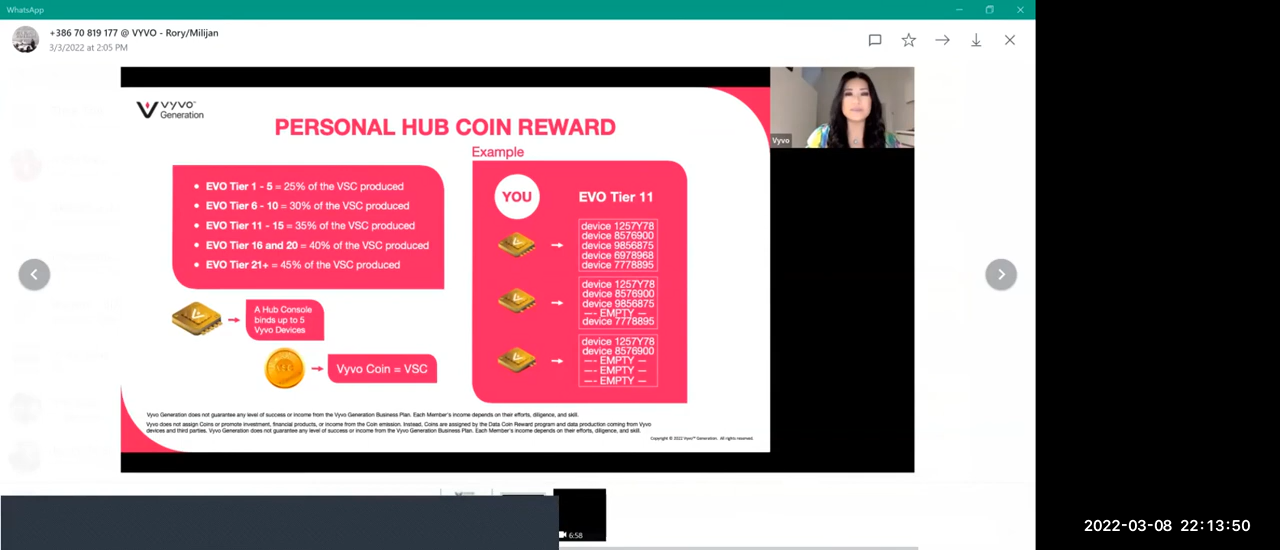 WhatsApp
+386 70 819 177 @ VYVO - Rory/Milijan
3/3/2022 at 2:05 PM
vyvo
Generation
PERSONAL HUB COIN REWARD
Vyvo
Example
• EVO Tier 1 - 5 = 25% of the VSC produced
• EVO Tier 6 - 10 = 30% of the VSC produced
• EVO Tier 11 - 15 = 35% of the VSC produced
• EVO Tier 16 and 20 = 40% of the VSC produced
• EVO Tier 21+ = 45% of the VSC produced
YOU
EVO Tier 11
device 1257Y78
device 8576900
device 9856875
device 6978968
device 7778895
device 1257Y78
device 8576900
device 9856875
—- EMPTY —
device 7778895
device 1257Y78
device 8576900
—- EMPTY —
—- EMPTY —
—- EMPTY —
A Hub Console
binds up to 5
Vyvo Devices
Vyvo Coin = VSC
Vyvo Generation does not guarantee any level of success or income from the Vyvo Generation Business Plan. Each Member's income depends on their efforts, diligence, and skill.
Vyvo does not assign Coins or promote investment, financial products, or income from the Coin emission. Instead, Coins are assigned by the Data Coin Reward program and data production coming from Vyvo
devices and third parties. Vyvo Generation does not guarantee any level of success or income from the Vyvo Generation Business Plan. Each Member's income depends on their efforts, diligence, and skill.
Copyright © 2022 Vyvo™ Generation. All rights reserved.
6:58
2022-03-08 22:13:50